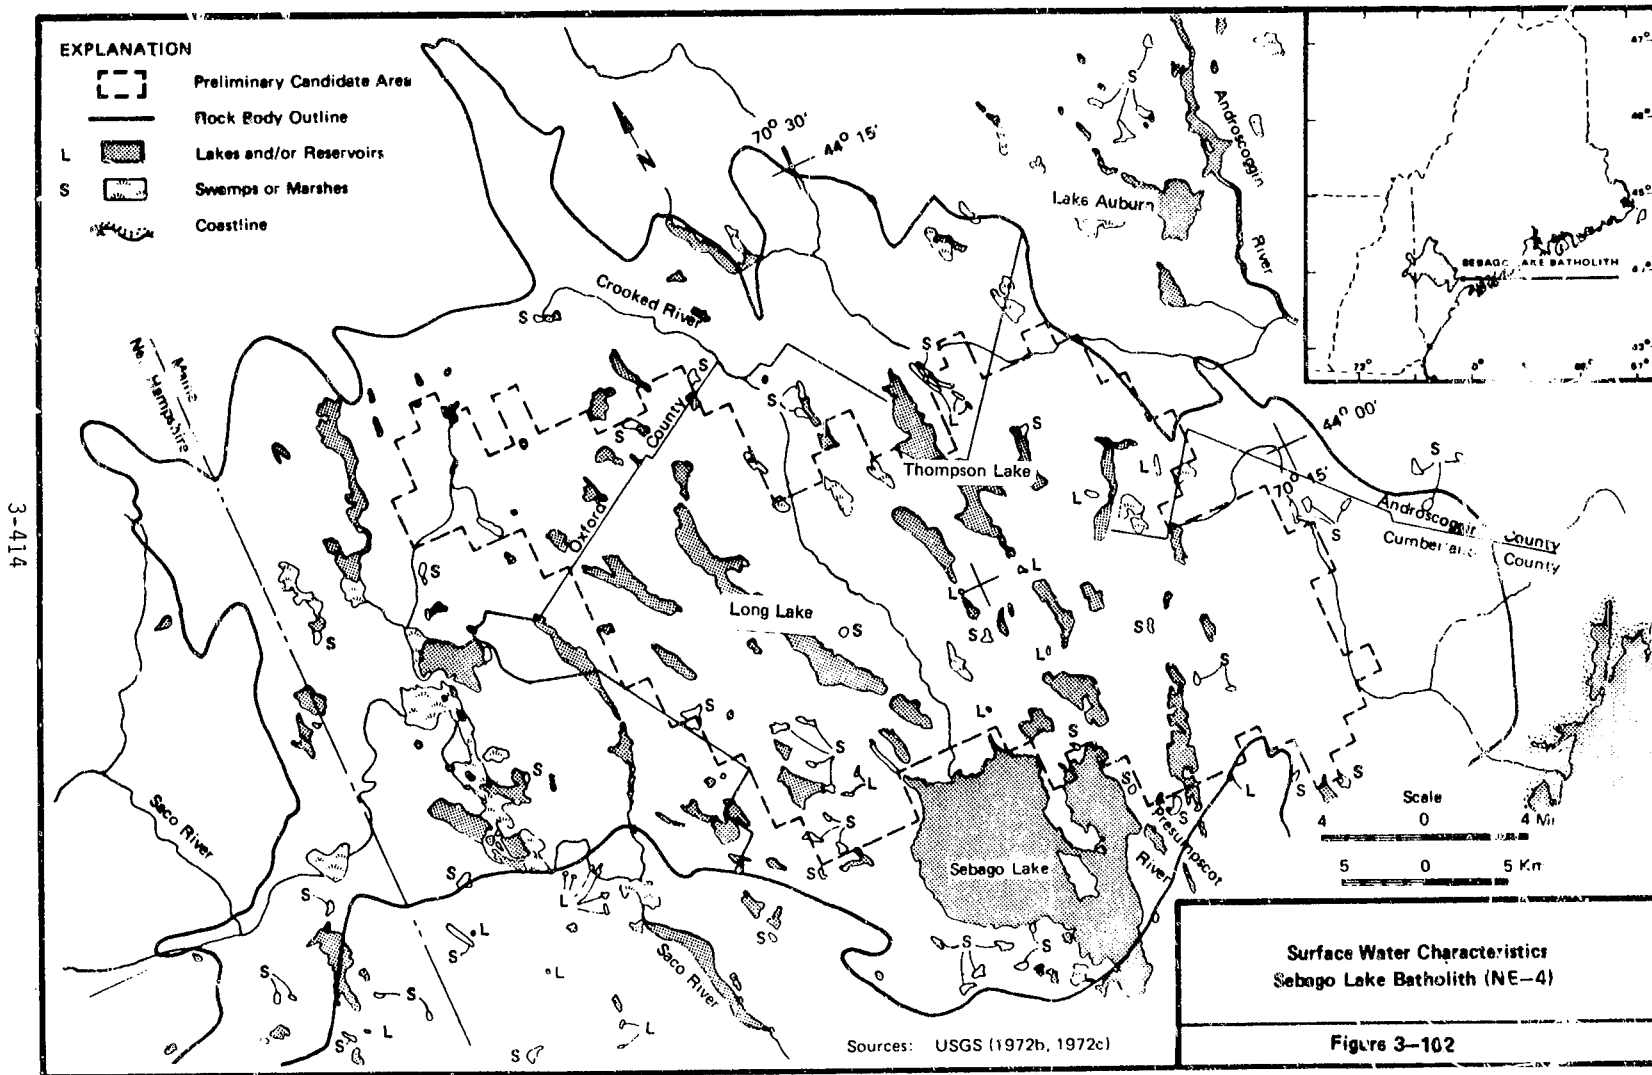 EXPLANATION
Preliminary Candidate Area
Rock Body Outline
L Lakes and/or Reservoirs
S Swamps or Marshes
Coastline
N
70° 30'
44° 15'
S
Androscoggin
River
Lake Auburn
47°
45°
SEBAGO LAKE BATHOLITH
Crooked River
S
Maine
New Hampshire
S
S
S
S
Oxford County
S
L
Thompson Lake
S
L
L
44° 00'
70° 15'
S
S
Androscoggin County
Cumberland County
3-414
S
S
L
L
Long Lake
S
S
S
L
S
S
S
L
S
S
L
S
S
L
L
S
L
S
S
S
Scale
4 0 4 Mi
5 0 5 Km
Saco River
Presumpscot
River
Sebago Lake
S
S
S
L
S
L
S
S
S
S
S
S
L
Saco River
S
L
L
S
S
Sources: USGS (1972b, 1972c)
Surface Water Characteristics
Sebago Lake Batholith (NE-4)
Figure 3-102